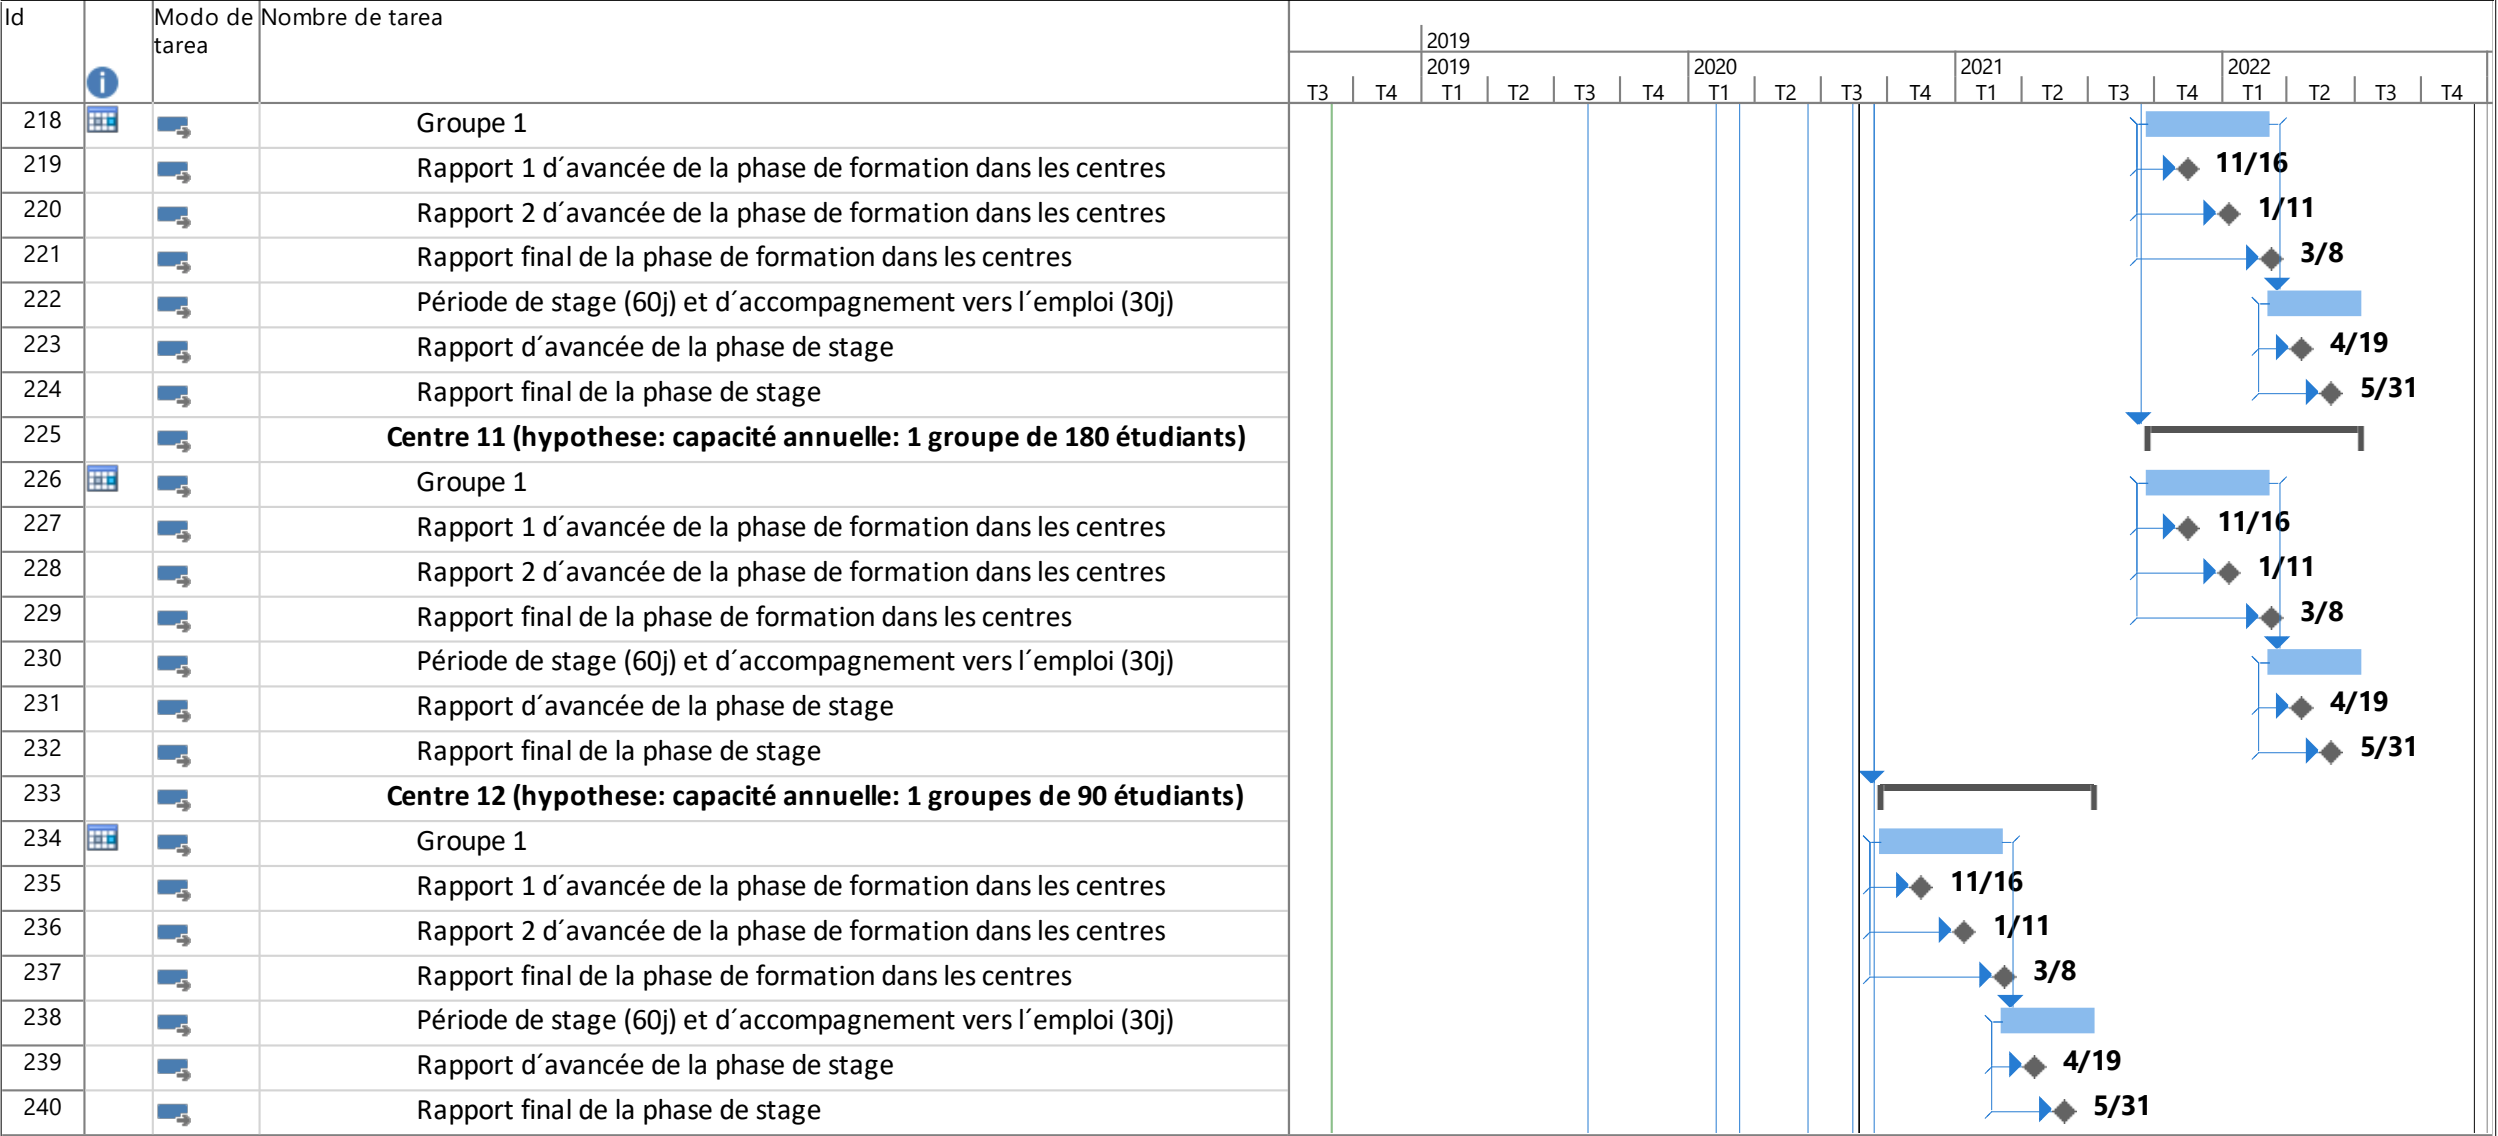 Id
Modo de
tarea
Nombre de tarea
2019
2019 2020 2021 2022
T3 T4 T1 T2 T3 T4 T1 T2 T3 T4 T1 T2 T3 T4 T1 T2 T3 T4
218 Groupe 1
219 Rapport 1 d´avancée de la phase de formation dans les centres 11/16
220 Rapport 2 d´avancée de la phase de formation dans les centres 1/11
221 Rapport final de la phase de formation dans les centres 3/8
222 Période de stage (60j) et d´accompagnement vers l´emploi (30j)
223 Rapport d´avancée de la phase de stage 4/19
224 Rapport final de la phase de stage 5/31
225 Centre 11 (hypothese: capacité annuelle: 1 groupe de 180 étudiants)
226 Groupe 1
227 Rapport 1 d´avancée de la phase de formation dans les centres 11/16
228 Rapport 2 d´avancée de la phase de formation dans les centres 1/11
229 Rapport final de la phase de formation dans les centres 3/8
230 Période de stage (60j) et d´accompagnement vers l´emploi (30j)
231 Rapport d´avancée de la phase de stage 4/19
232 Rapport final de la phase de stage 5/31
233 Centre 12 (hypothese: capacité annuelle: 1 groupes de 90 étudiants)
234 Groupe 1
235 Rapport 1 d´avancée de la phase de formation dans les centres 11/16
236 Rapport 2 d´avancée de la phase de formation dans les centres 1/11
237 Rapport final de la phase de formation dans les centres 3/8
238 Période de stage (60j) et d´accompagnement vers l´emploi (30j)
239 Rapport d´avancée de la phase de stage 4/19
240 Rapport final de la phase de stage 5/31